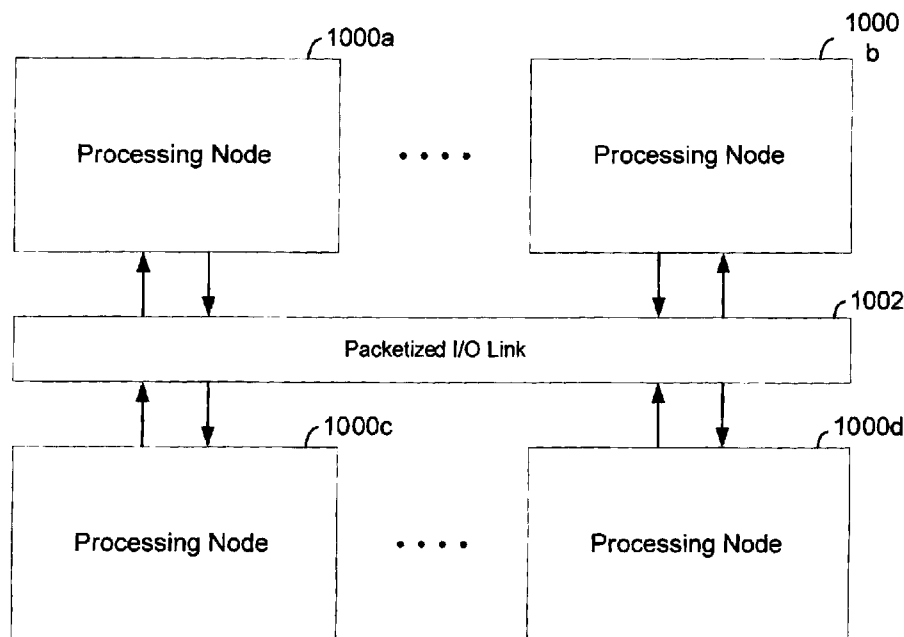 1000a
1000
b
Processing Node
Processing Node
1002
Packetized I/O Link
1000c
1000d
Processing Node
Processing Node